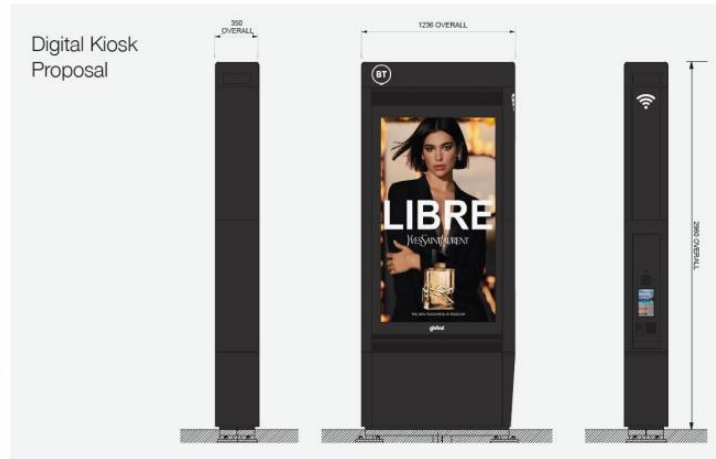 Digital Kiosk
Proposal
350
OVERALL
1236 OVERALL
BT
LIBRE
YVESSAINTLAURENT
global
2960 OVERALL